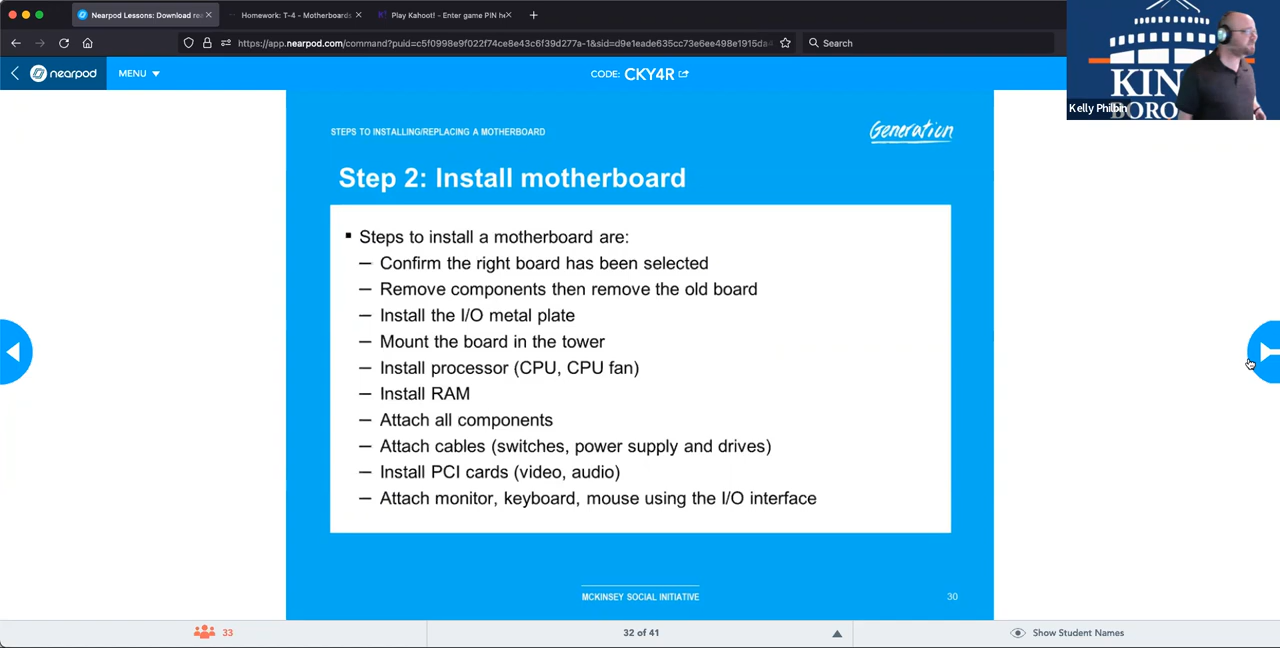 Nearpod Lessons: Download rea
Homework: T-4 - Motherboards
Play Kahoot! - Enter game PIN he
https://app.nearpod.com/command?puid=c5f0998e9f022f74ce8e43c6f39d277a-1&sid=d9e1eade635cc73e6ee498e1915da4
Search
nearpod
MENU
CODE: CKY4R
KIN
BORO
Kelly Philbin
STEPS TO INSTALLING/REPLACING A MOTHERBOARD
Generation
Step 2: Install motherboard
▪ Steps to install a motherboard are:
– Confirm the right board has been selected
– Remove components then remove the old board
– Install the I/O metal plate
– Mount the board in the tower
– Install processor (CPU, CPU fan)
– Install RAM
– Attach all components
– Attach cables (switches, power supply and drives)
– Install PCI cards (video, audio)
– Attach monitor, keyboard, mouse using the I/O interface
MCKINSEY SOCIAL INITIATIVE
30
33
32 of 41
Show Student Names